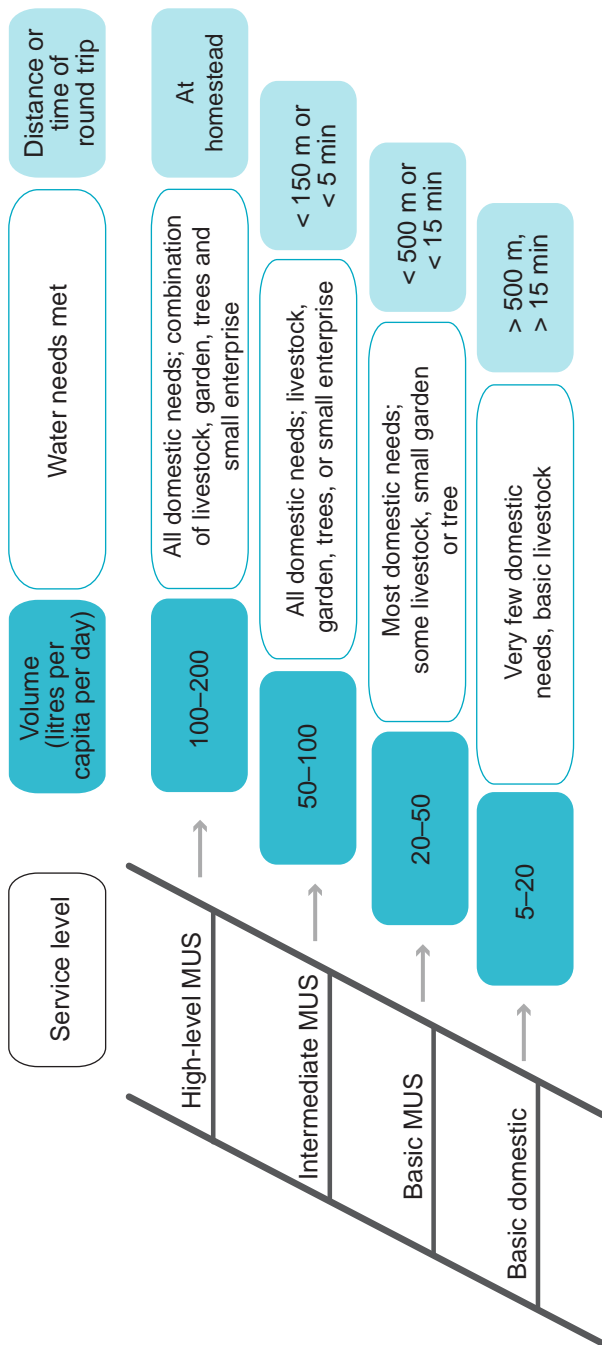 Service level
Volume
(litres per
capita per day)
Water needs met
Distance or
time of
round trip
High-level MUS
100–200
All domestic needs; combination
of livestock, garden, trees and
small enterprise
At
homestead
Intermediate MUS
50–100
All domestic needs; livestock,
garden, trees, or small enterprise
< 150 m or
< 5 min
Basic MUS
20–50
Most domestic needs;
some livestock, small garden
or tree
< 500 m or
< 15 min
Basic domestic
5–20
Very few domestic
needs, basic livestock
> 500 m,
> 15 min